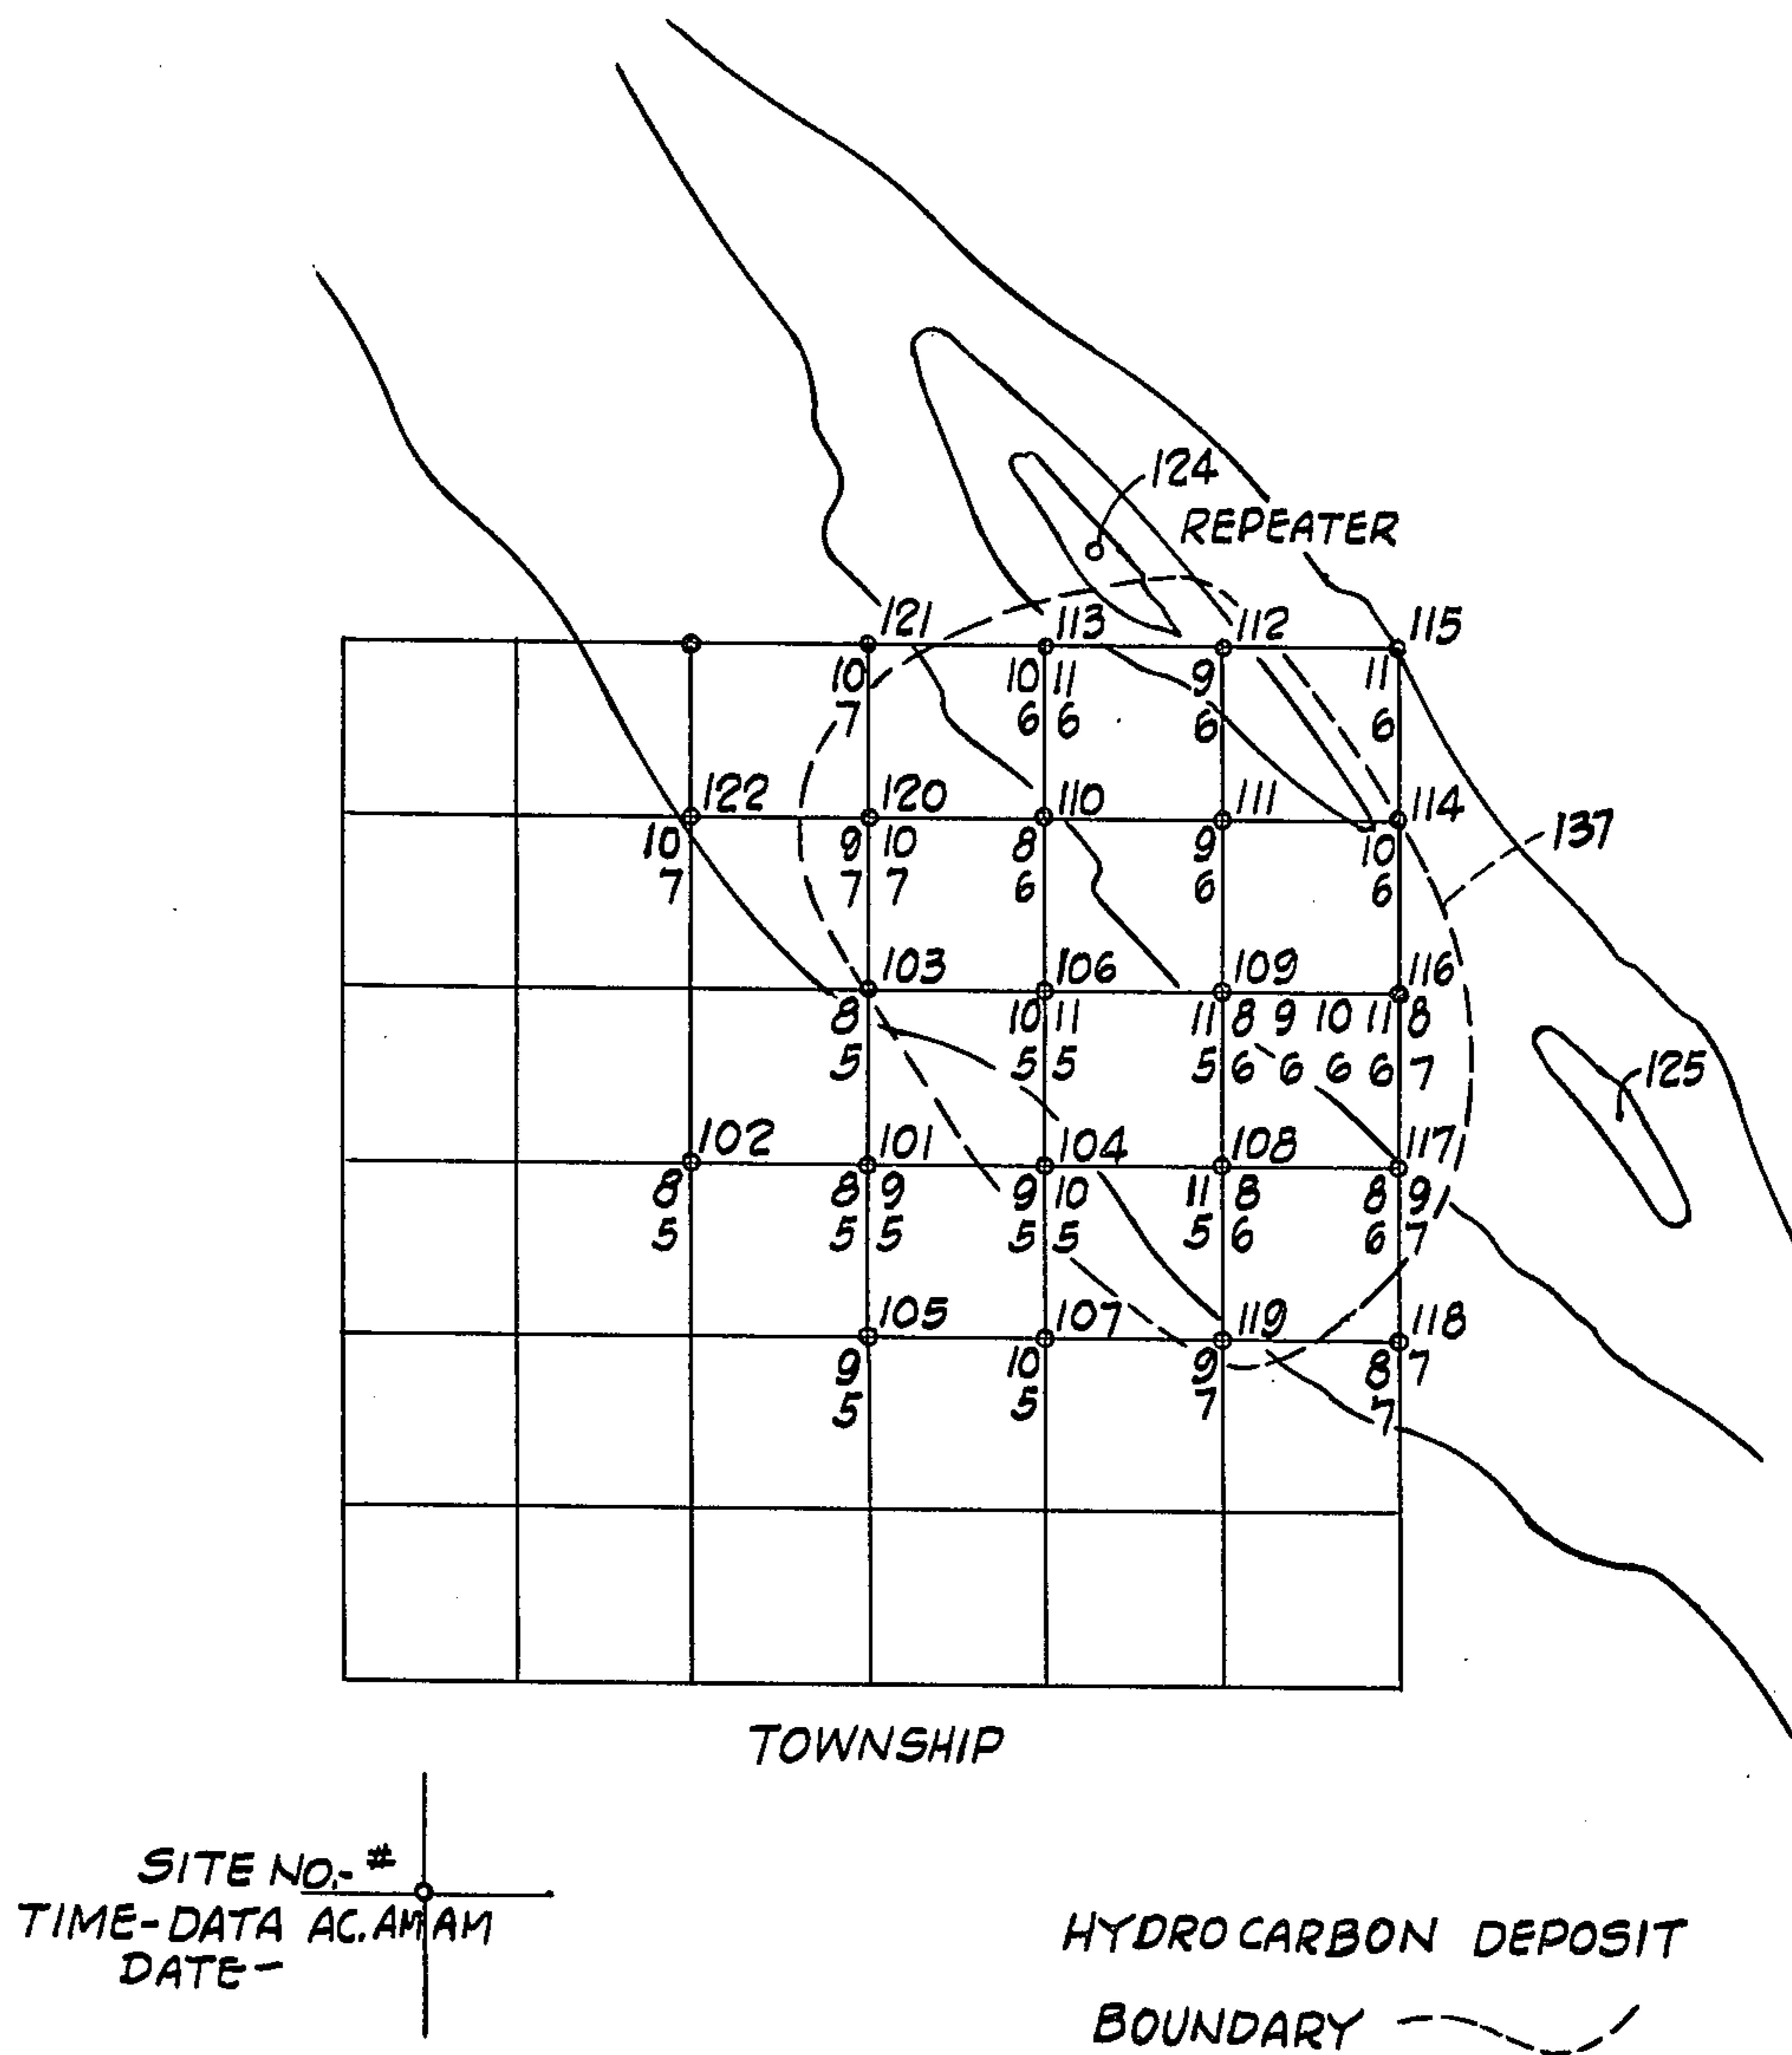 124
REPEATER
121 113 112 115
10 10 11 9 11
7 6 6 6 6
122 120 110 111 114
137
10 9 10 8 9 10
7 7 7 6 6 6
103 106 109 116
8 10 11 11 8 9 10 11 8
5 5 5 5 6 6 6 6 7
125
102 101 104 108 117
8 8 9 9 10 11 8 8 9
5 5 5 5 5 5 6 6 7
105 107 119 118
9 10 9 8 7
5 5 7 7
TOWNSHIP
SITE NO.- #
TIME-DATA AC. AM AM
DATE-
HYDROCARBON DEPOSIT
BOUNDARY